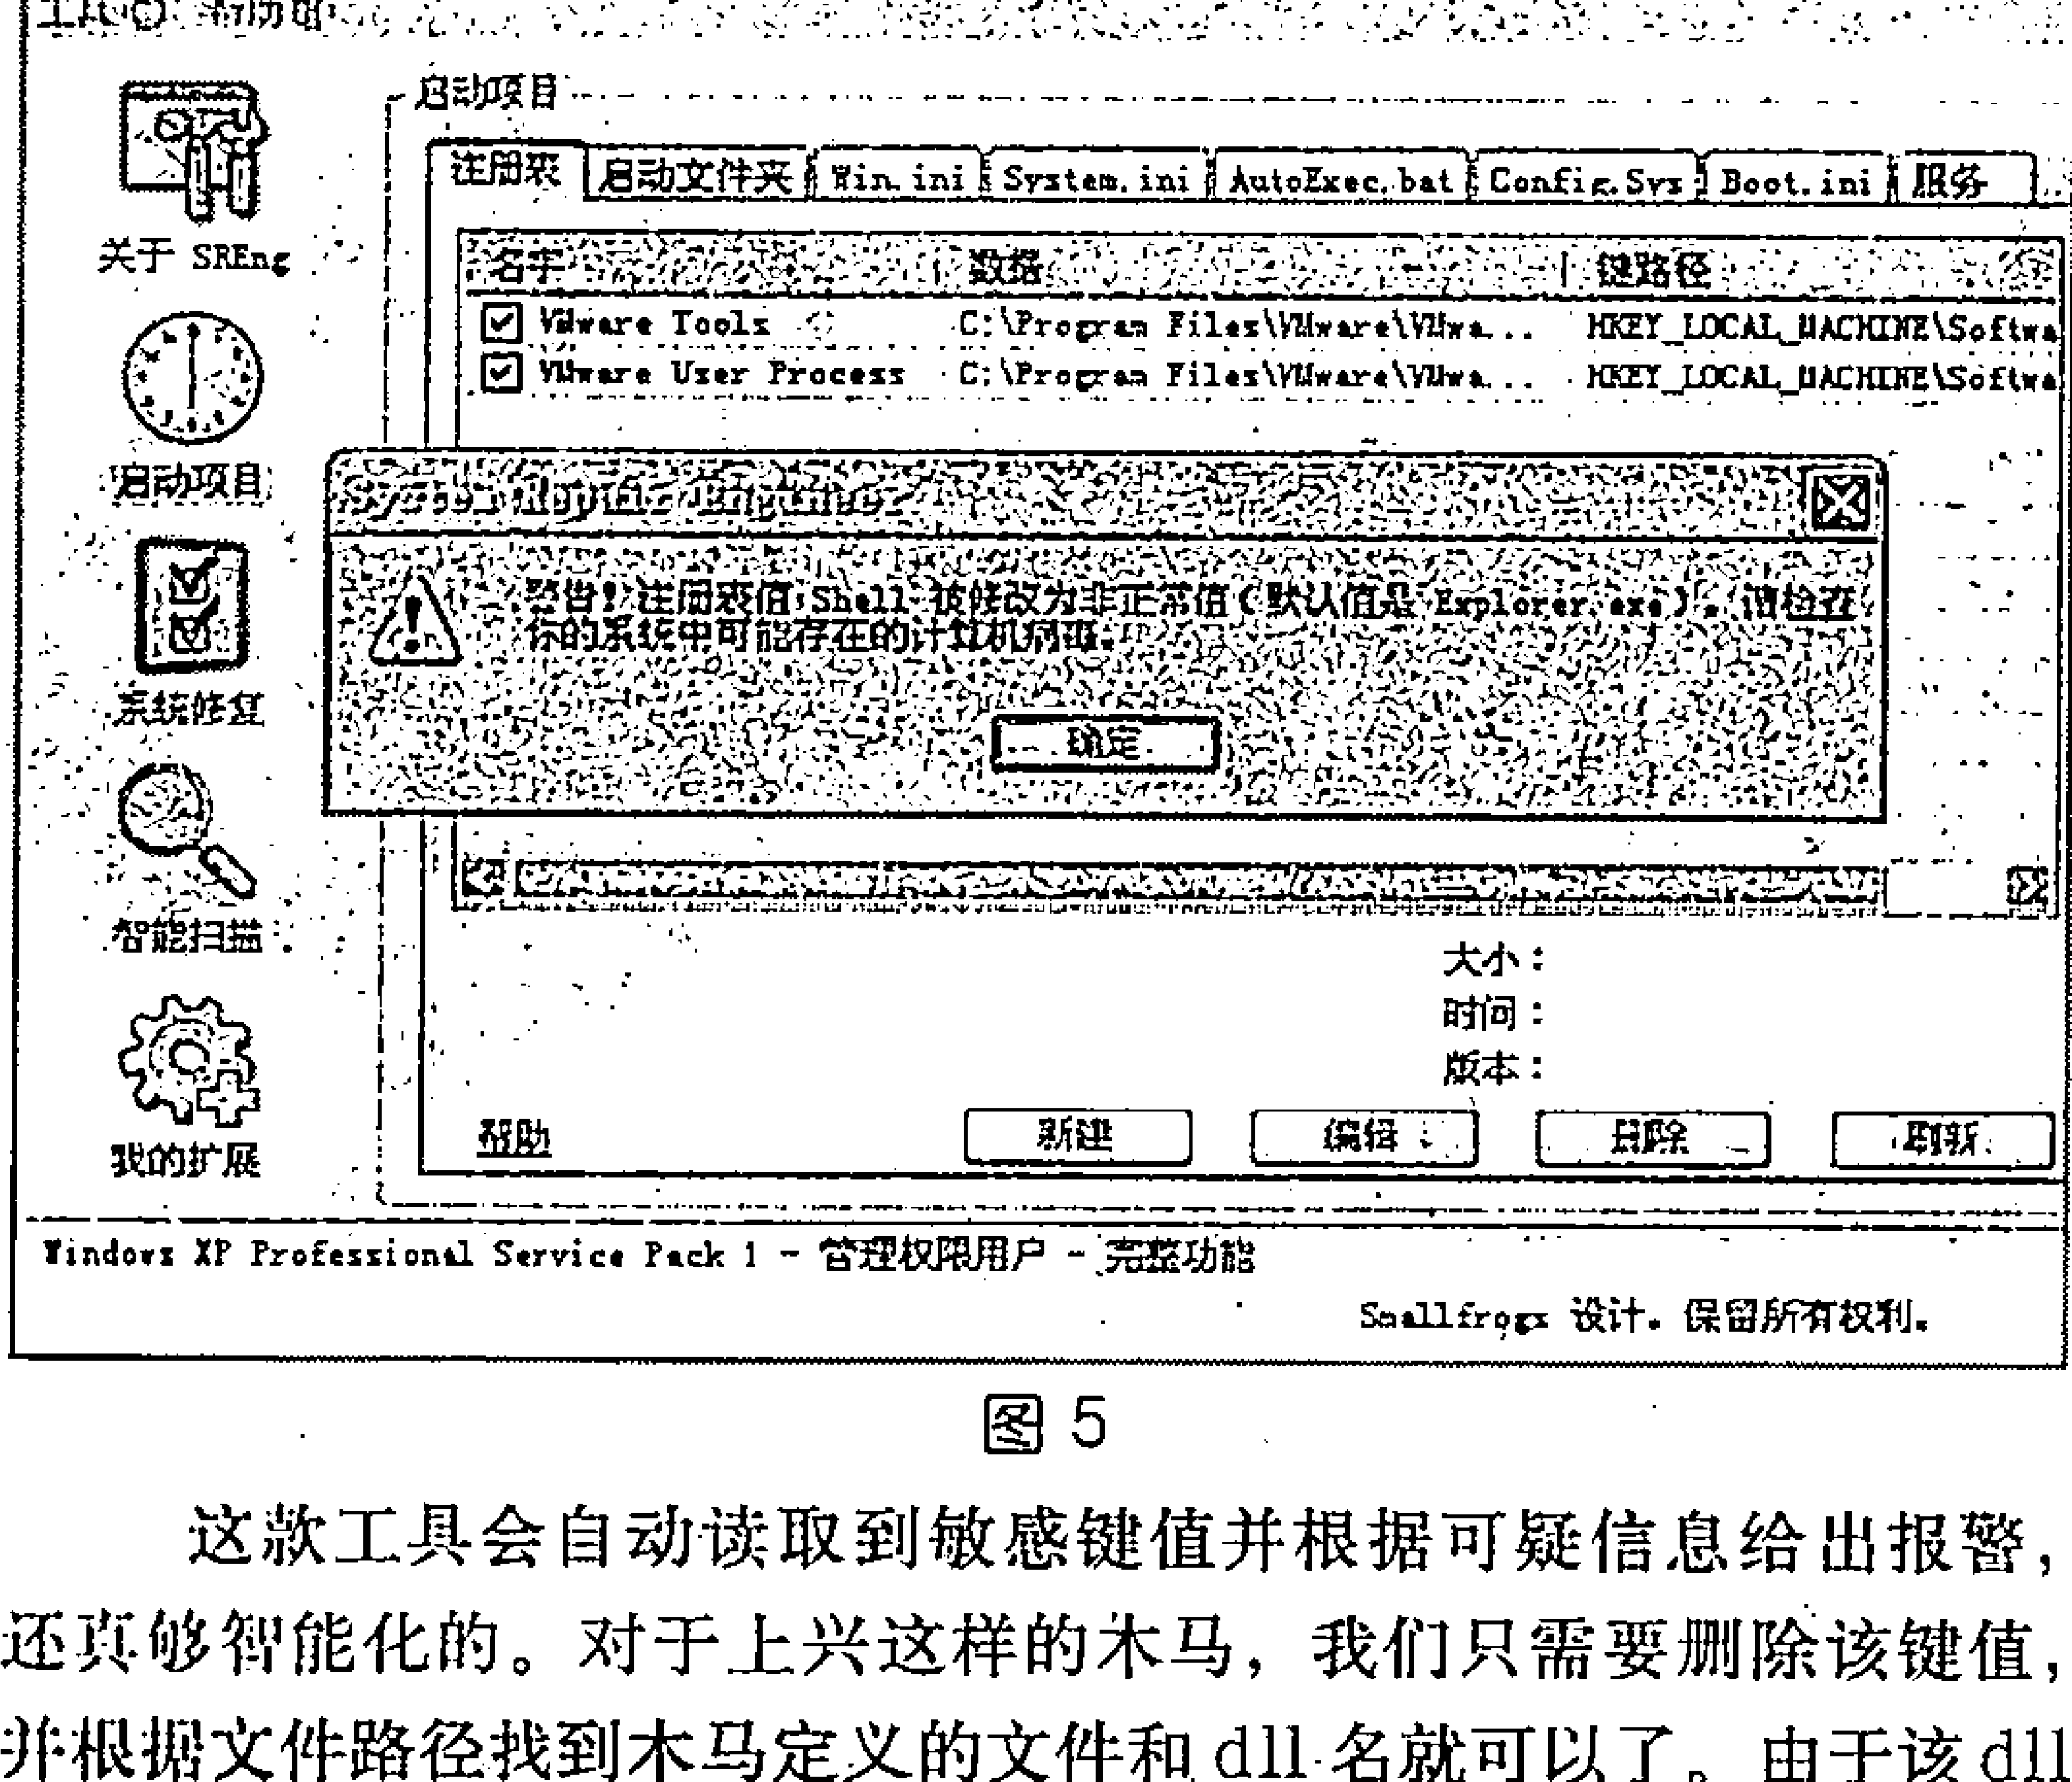 工具 帮助
启动项目
注册表 启动文件夹 Win.ini System.ini AutoExec.bat Config.Sys Boot.ini 服务
关于 SREng
名字 数据 键路径
VMware Tools C:\Program Files\VMware\VMwa... HKEY_LOCAL_MACHINE\Softwa
VMware User Process C:\Program Files\VMware\VMwa... HKEY_LOCAL_MACHINE\Softwa
启动项目
System Repair Engineer
警告！注册表值 Shell 被修改为非正常值(默认值是 Explorer.exe)。请检查
你的系统中可能存在的计算机病毒。
系统修复
确定
智能扫描
大小：
时间：
版本：
帮助 新建 编辑 删除 刷新
我的扩展
Windows XP Professional Service Pack 1 - 管理权限用户 - 完整功能
Smallfrogs 设计。保留所有权利。
图 5
这款工具会自动读取到敏感键值并根据可疑信息给出报警，
还真够智能化的。对于上兴这样的木马，我们只需要删除该键值，
并根据文件路径找到木马定义的文件和 dll 名就可以了。由于该 dll